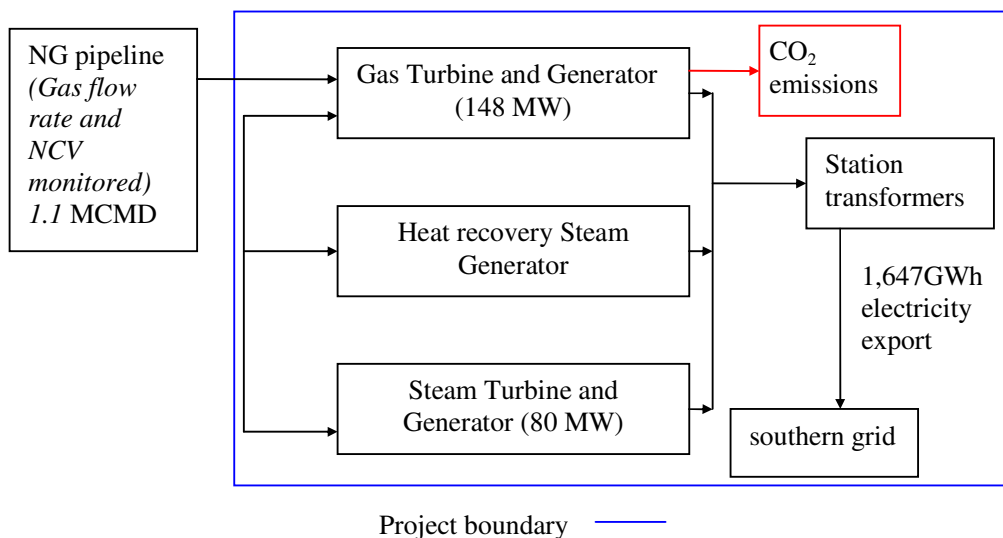 NG pipeline
(Gas flow
rate and
NCV
monitored)
1.1 MCMD
Gas Turbine and Generator
(148 MW)
CO2
emissions
Station
transformers
Heat recovery Steam
Generator
1,647GWh
electricity
export
Steam Turbine and
Generator (80 MW)
southern grid
Project boundary